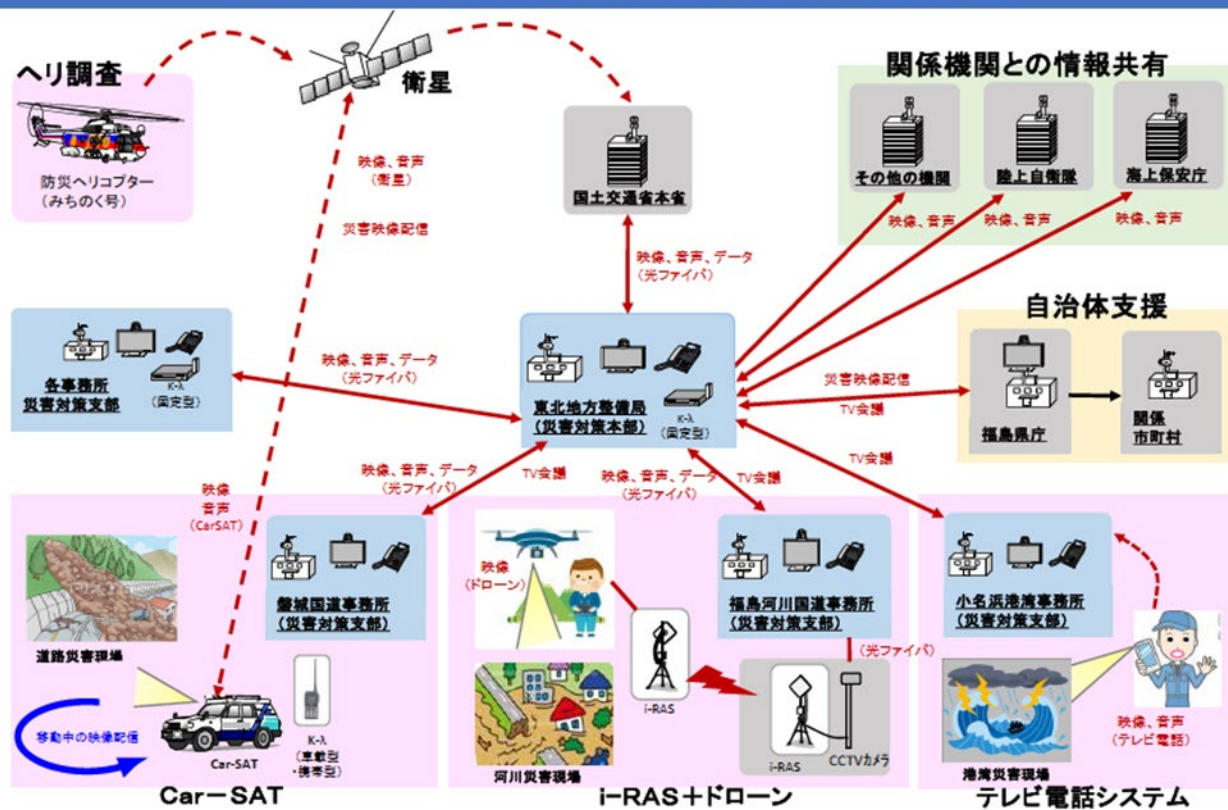 ヘリ調査
防災ヘリコプター
(みちのく号)
衛星
映像、音声
(衛星)
災害映像配信
国土交通省本省
関係機関との情報共有
その他の機関
陸上自衛隊
海上保安庁
映像、音声
映像、音声
映像、音声
映像、音声、データ
(光ファイバ)
自治体支援
福島県庁
関係
市町村
災害映像配信
TV会議
各事務所
災害対策支部
K-λ
(固定型)
映像、音声、データ
(光ファイバ)
東北地方整備局
(災害対策本部)
K-λ
(固定型)
映像、音声、データ
(光ファイバ)
TV会議
映像、音声、データ
(光ファイバ)
TV会議
TV会議
映像
音声
(CarSAT)
道路災害現場
磐城国道事務所
(災害対策支部)
移動中の映像配信
Car-SAT
K-λ
(車載型
・携帯型)
Car-SAT
映像
(ドローン)
福島河川国道事務所
(災害対策支部)
(光ファイバ)
i-RAS
i-RAS
CCTVカメラ
河川災害現場
i-RAS+ドローン
小名浜港湾事務所
(災害対策支部)
映像、音声
(テレビ電話)
港湾災害現場
テレビ電話システム